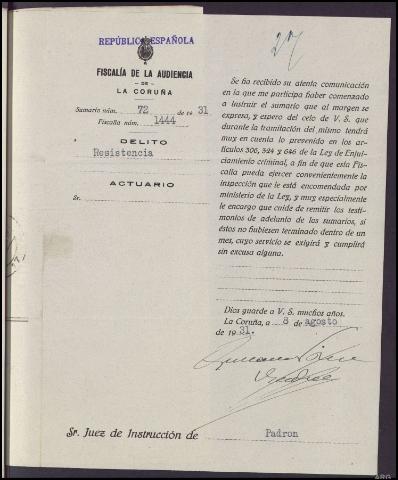 REPÚBLICA ESPAÑOLA
27
FISCALÍA DE LA AUDIENCIA
DE
LA CORUÑA
Sumario núm. 72 de 1931
Fiscalía núm. 1444
DELITO
Resistencia
ACTUARIO
Sr.
Se ha recibido su atenta comunicación
en la que me participa haber comenzado
a instruir el sumario que al margen se
expresa, y espero del celo de V. S. que
durante la tramitación del mismo tendrá
muy en cuenta lo prevenido en los ar-
tículos 306, 324 y 646 de la Ley de Enjui-
ciamiento criminal, a fin de que esta Fis-
calía pueda ejercer convenientemente la
inspección que le está encomendada por
ministerio de la Ley, y muy especialmente
le encargo que cuide de remitir los testi-
monios de adelanto de los sumarios, si
éstos no hubiesen terminado dentro de un
mes, cuyo servicio se exigirá y cumplirá
sin excusa alguna.
Dios guarde a V. S. muchos años.
La Coruña, a 8 de agosto
de 1931.
Sr. Juez de Instrucción de Padron
ARG